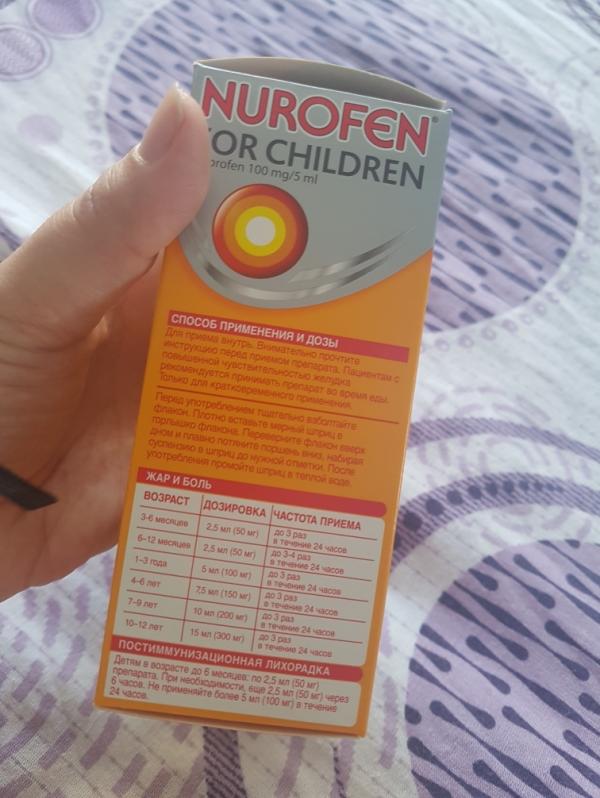 NUROFEN®
OR CHILDREN
profen 100 mg/5 ml
СПОСОБ ПРИМЕНЕНИЯ И ДОЗЫ
Для приема внутрь. Внимательно прочтите
инструкцию перед приемом препарата. Пациентам с
повышенной чувствительностью желудка
рекомендуется принимать препарат во время еды.
Только для кратковременного применения.
Перед употреблением тщательно взболтайте
флакон. Плотно вставьте мерный шприц в
горлышко флакона. Переверните флакон вверх
дном и плавно потяните поршень вниз, набирая
суспензию в шприц до нужной отметки. После
употребления промойте шприц в теплой воде.
ЖАР И БОЛЬ
ВОЗРАСТ ДОЗИРОВКА ЧАСТОТА ПРИЕМА
3-6 месяцев 2,5 мл (50 мг) до 3 раз
в течение 24 часов
6-12 месяцев 2,5 мл (50 мг) до 3-4 раз
в течение 24 часов
1-3 года 5 мл (100 мг) до 3 раз
в течение 24 часов
4-6 лет 7,5 мл (150 мг) до 3 раз
в течение 24 часов
7-9 лет 10 мл (200 мг) до 3 раз
в течение 24 часов
10-12 лет 15 мл (300 мг) до 3 раз
в течение 24 часов
ПОСТИММУНИЗАЦИОННАЯ ЛИХОРАДКА
Детям в возрасте до 6 месяцев: по 2,5 мл (50 мг)
препарата. При необходимости, еще 2,5 мл (50 мг) через
6 часов. Не применяйте более 5 мл (100 мг) в течение
24 часов.